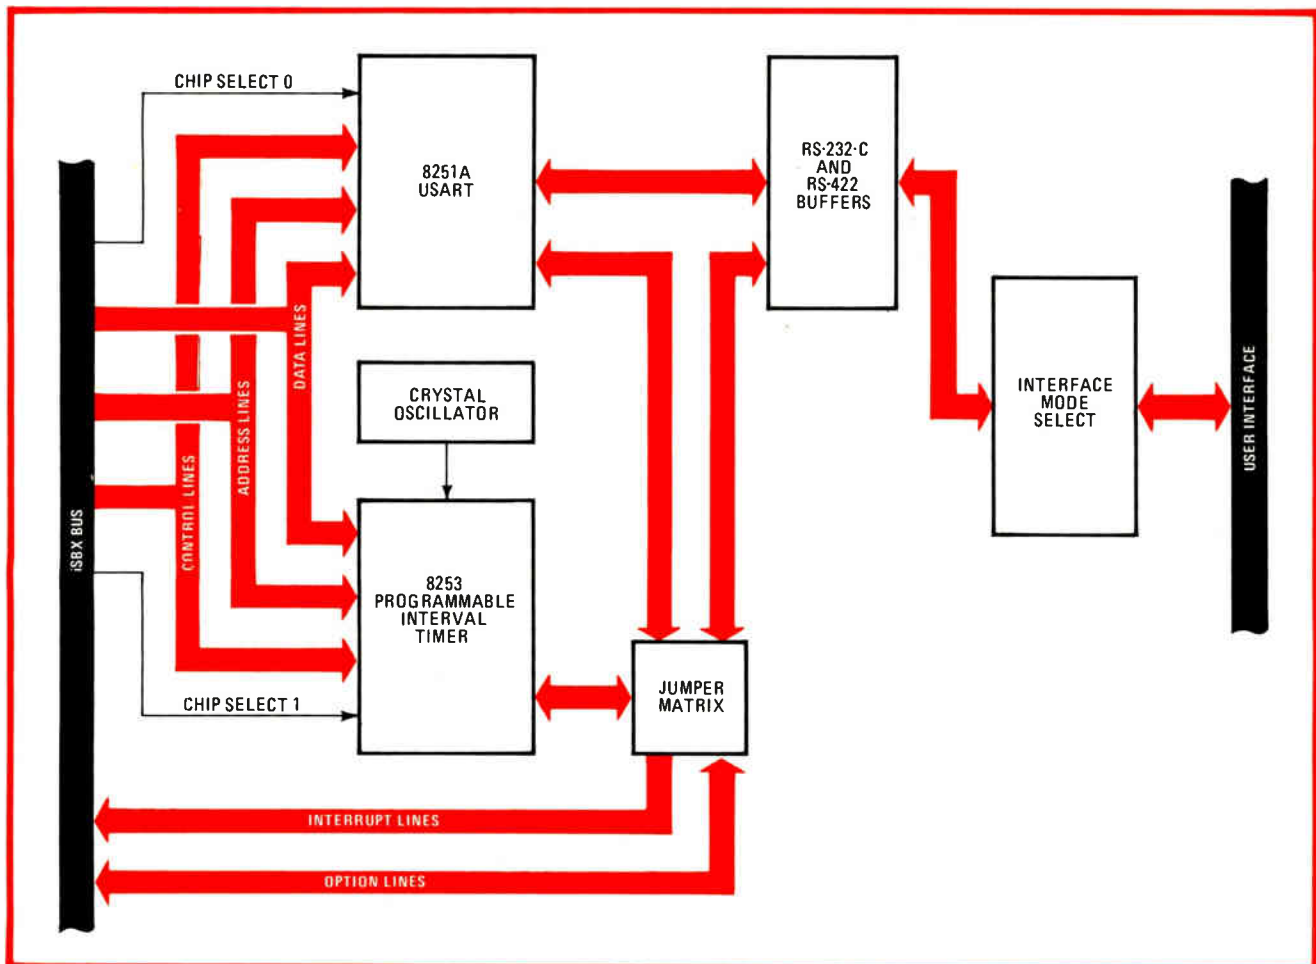 CHIP SELECT 0
8251A
USART
RS-232-C
AND
RS-422
BUFFERS
DATA LINES
ADDRESS LINES
CONTROL LINES
iSBX BUS
CRYSTAL
OSCILLATOR
INTERFACE
MODE
SELECT
USER INTERFACE
8253
PROGRAMMABLE
INTERVAL
TIMER
CHIP SELECT 1
JUMPER
MATRIX
INTERRUPT LINES
OPTION LINES